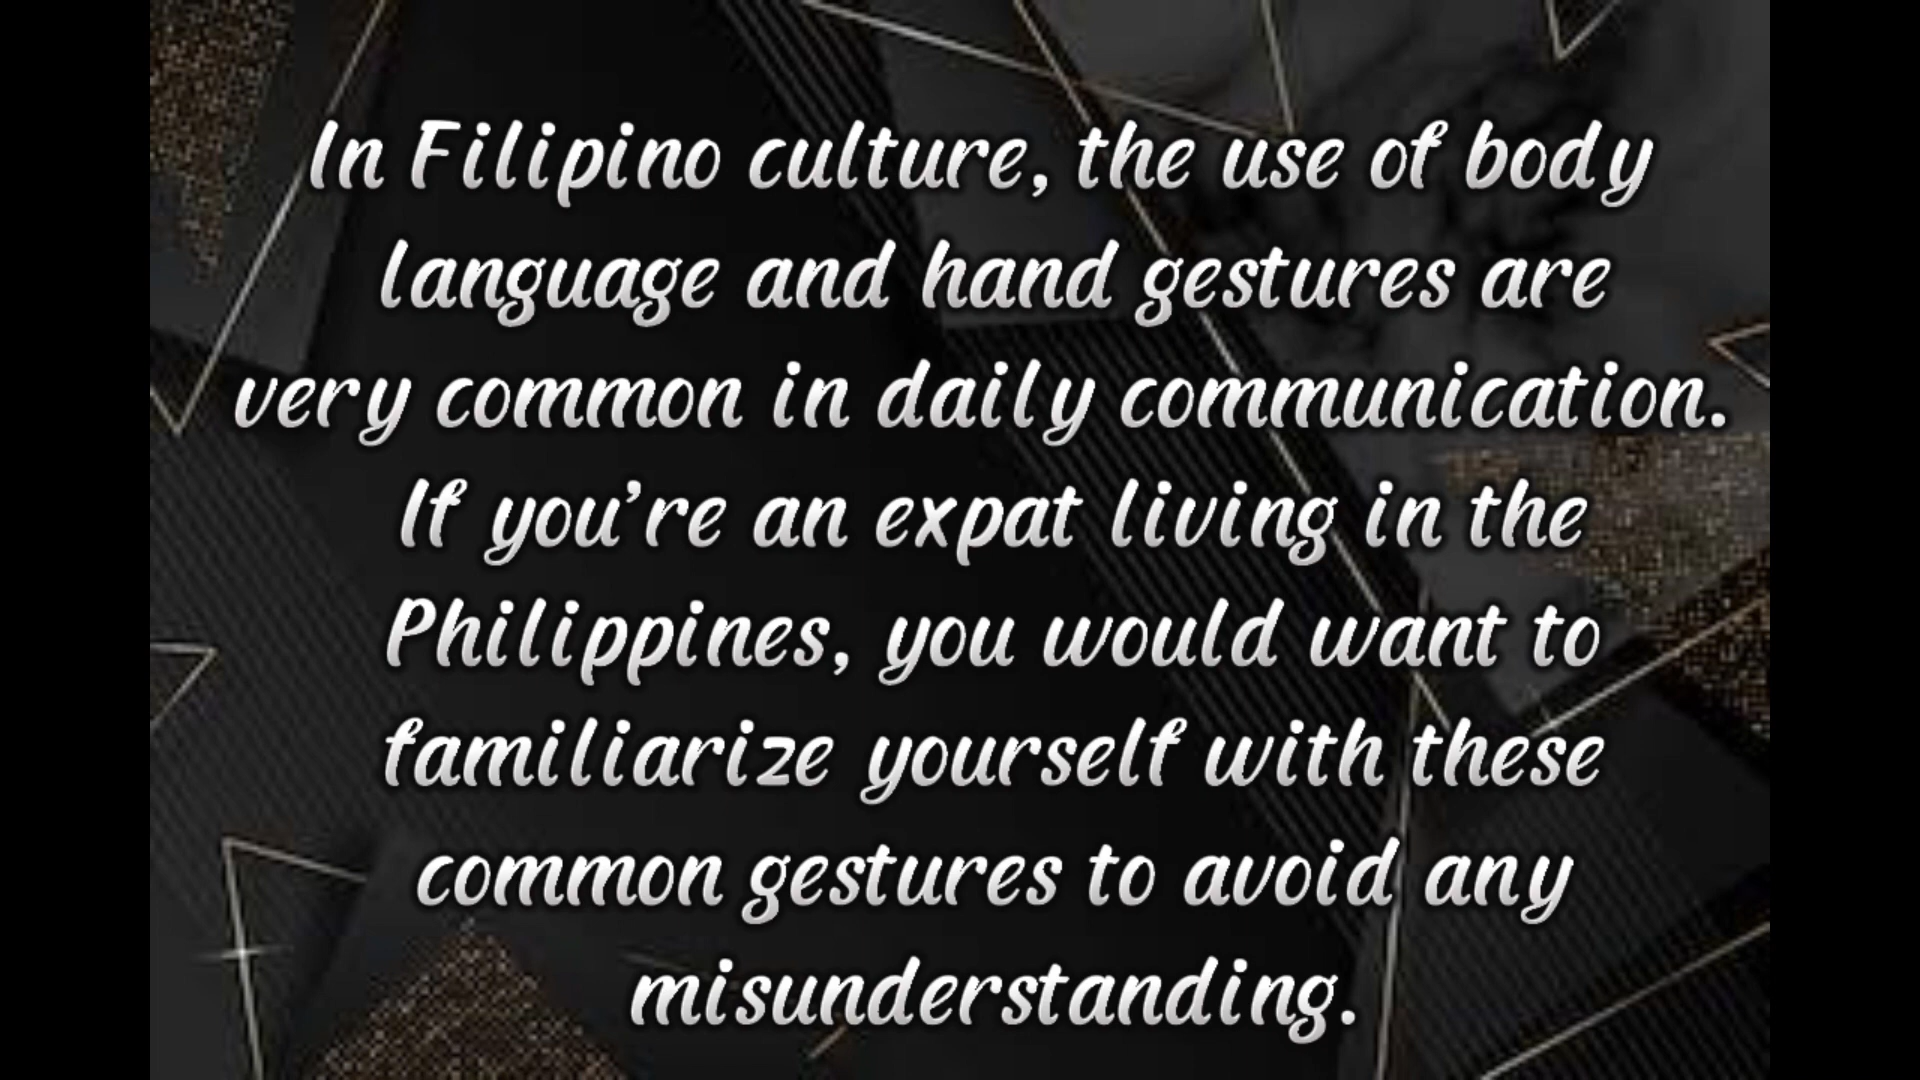 In Filipino culture, the use of body
language and hand gestures are
very common in daily communication.
If you're an expat living in the
Philippines, you would want to
familiarize yourself with these
common gestures to avoid any
misunderstanding.